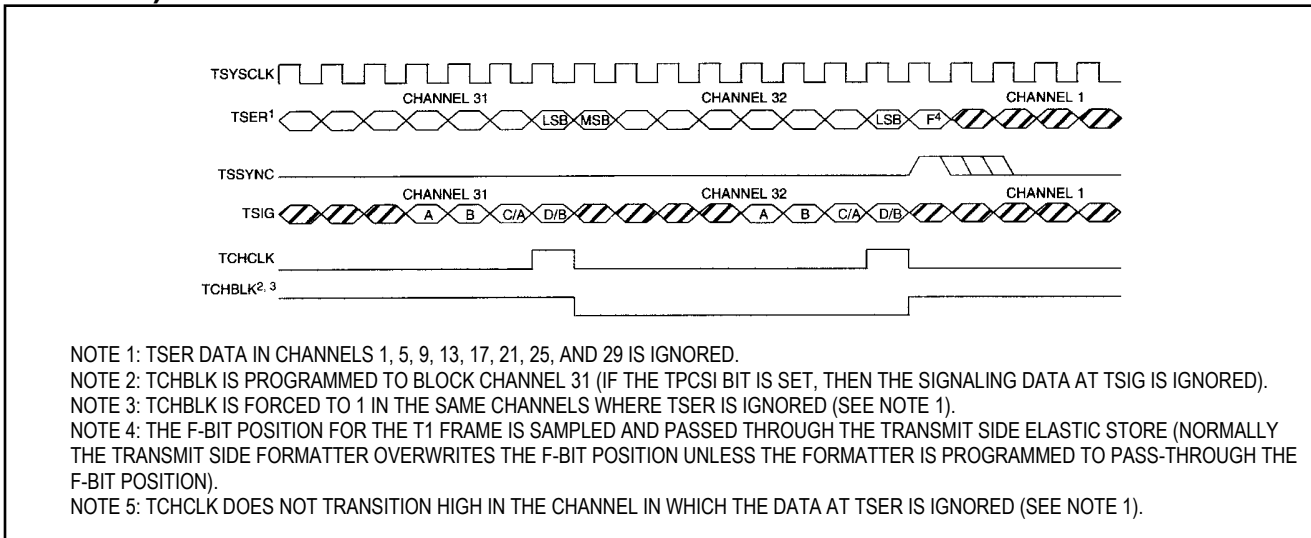 TSYSCLK
CHANNEL 31 CHANNEL 32 CHANNEL 1
TSER1 LSB MSB LSB F4
TSSYNC
CHANNEL 31 CHANNEL 32 CHANNEL 1
TSIG A B C/A D/B A B C/A D/B
TCHCLK
TCHBLK2, 3
NOTE 1: TSER DATA IN CHANNELS 1, 5, 9, 13, 17, 21, 25, AND 29 IS IGNORED.
NOTE 2: TCHBLK IS PROGRAMMED TO BLOCK CHANNEL 31 (IF THE TPCSI BIT IS SET, THEN THE SIGNALING DATA AT TSIG IS IGNORED).
NOTE 3: TCHBLK IS FORCED TO 1 IN THE SAME CHANNELS WHERE TSER IS IGNORED (SEE NOTE 1).
NOTE 4: THE F-BIT POSITION FOR THE T1 FRAME IS SAMPLED AND PASSED THROUGH THE TRANSMIT SIDE ELASTIC STORE (NORMALLY
THE TRANSMIT SIDE FORMATTER OVERWRITES THE F-BIT POSITION UNLESS THE FORMATTER IS PROGRAMMED TO PASS-THROUGH THE
F-BIT POSITION).
NOTE 5: TCHCLK DOES NOT TRANSITION HIGH IN THE CHANNEL IN WHICH THE DATA AT TSER IS IGNORED (SEE NOTE 1).